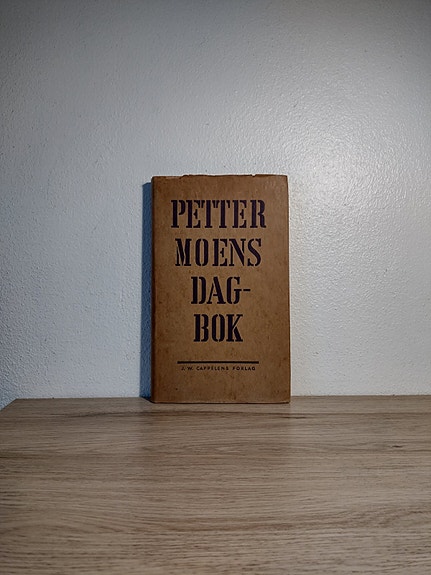 PETTER
MOENS
DAG-
BOK
J. W. CAPPELENS FORLAG